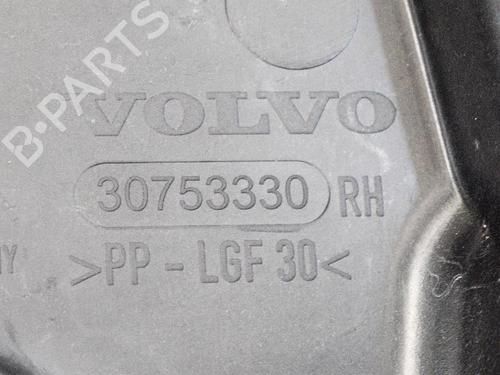 B-PARTS
VOLVO
30753330 RH
>PP - LGF 30<